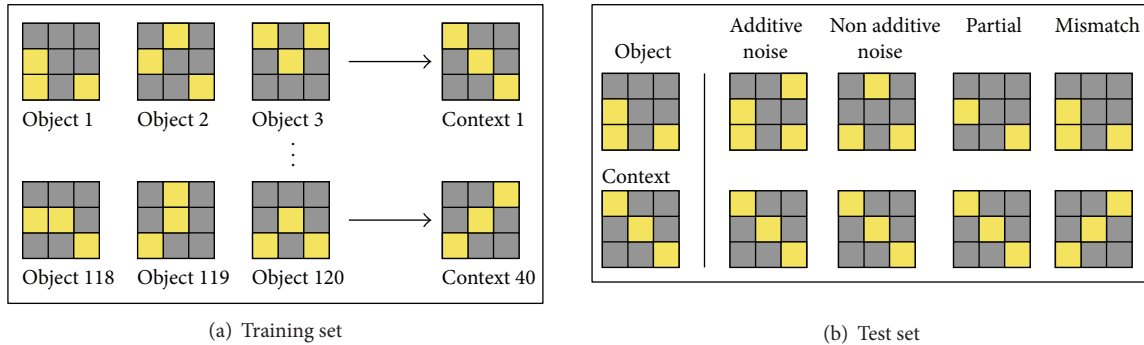 Object 1
Object 2
Object 3
Context 1
⋮
Object 118
Object 119
Object 120
Context 40
(a) Training set
Object
Additive noise
Non additive noise
Partial
Mismatch
Context
(b) Test set